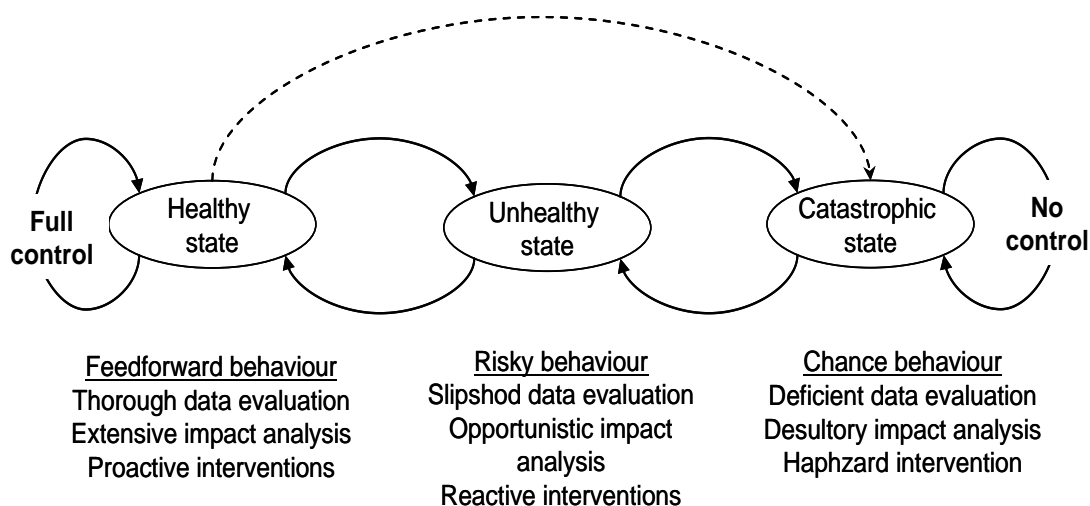 Full
control
Healthy
state
Unhealthy
state
Catastrophic
state
No
control
Feedforward behaviour
Thorough data evaluation
Extensive impact analysis
Proactive interventions
Risky behaviour
Slipshod data evaluation
Opportunistic impact
analysis
Reactive interventions
Chance behaviour
Deficient data evaluation
Desultory impact analysis
Haphzard intervention